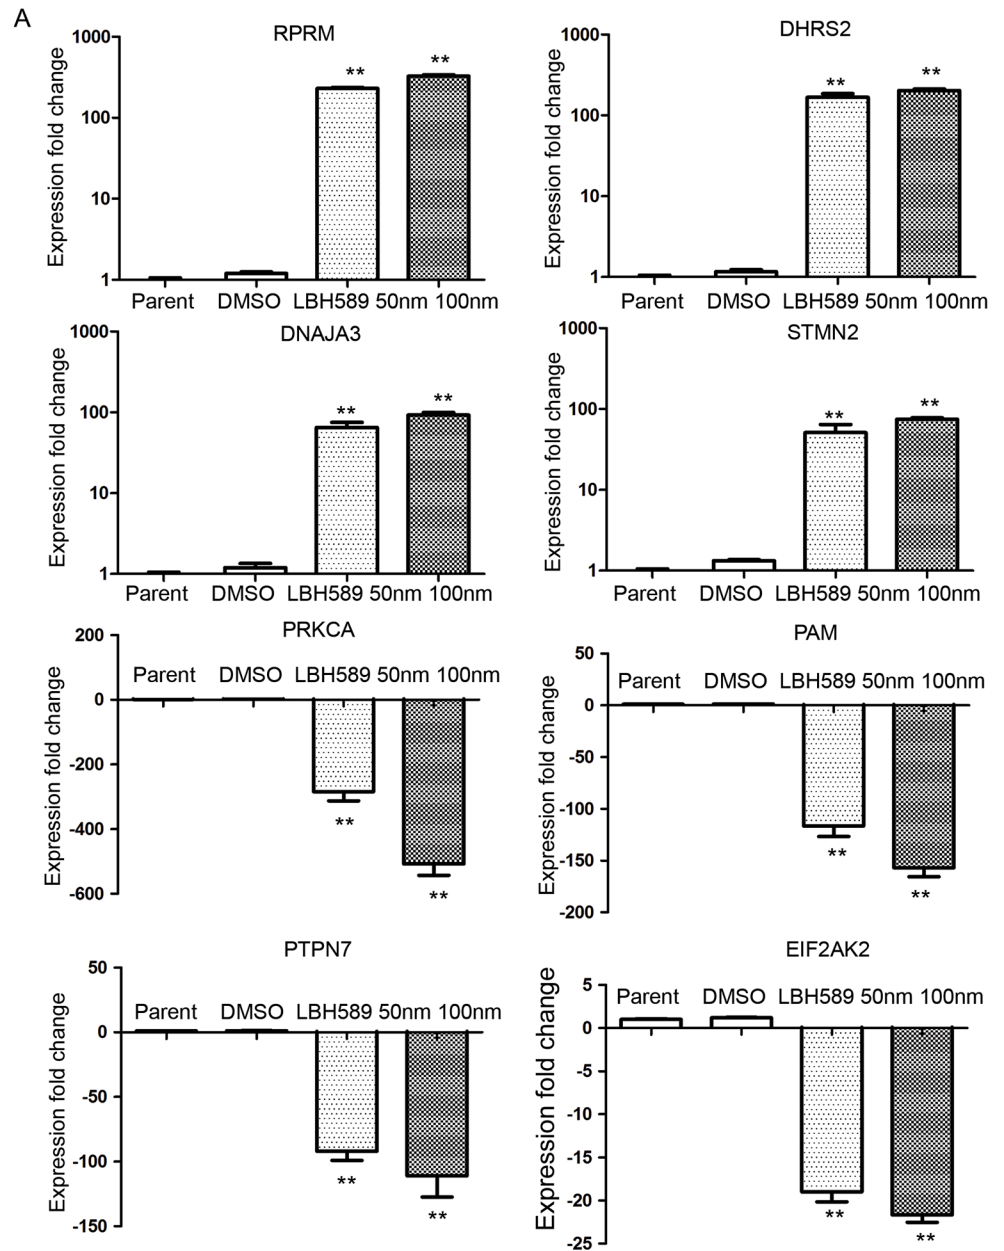 A
RPRM
Expression fold change
1000
100
10
1
**
**
Parent DMSO LBH589 50nm 100nm
DHRS2
Expression fold change
1000
100
10
1
**
**
Parent DMSO LBH589 50nm 100nm
DNAJA3
Expression fold change
1000
100
10
1
**
**
Parent DMSO LBH589 50nm 100nm
STMN2
Expression fold change
1000
100
10
1
**
**
Parent DMSO LBH589 50nm 100nm
PRKCA
Expression fold change
200
0
-200
-400
-600
Parent DMSO LBH589 50nm 100nm
**
**
PAM
Expression fold change
50
0
-50
-100
-150
-200
Parent DMSO LBH589 50nm 100nm
**
**
PTPN7
Expression fold change
50
0
-50
-100
-150
Parent DMSO LBH589 50nm 100nm
**
**
EIF2AK2
Expression fold change
5
0
-5
-10
-15
-20
-25
Parent DMSO LBH589 50nm 100nm
**
**